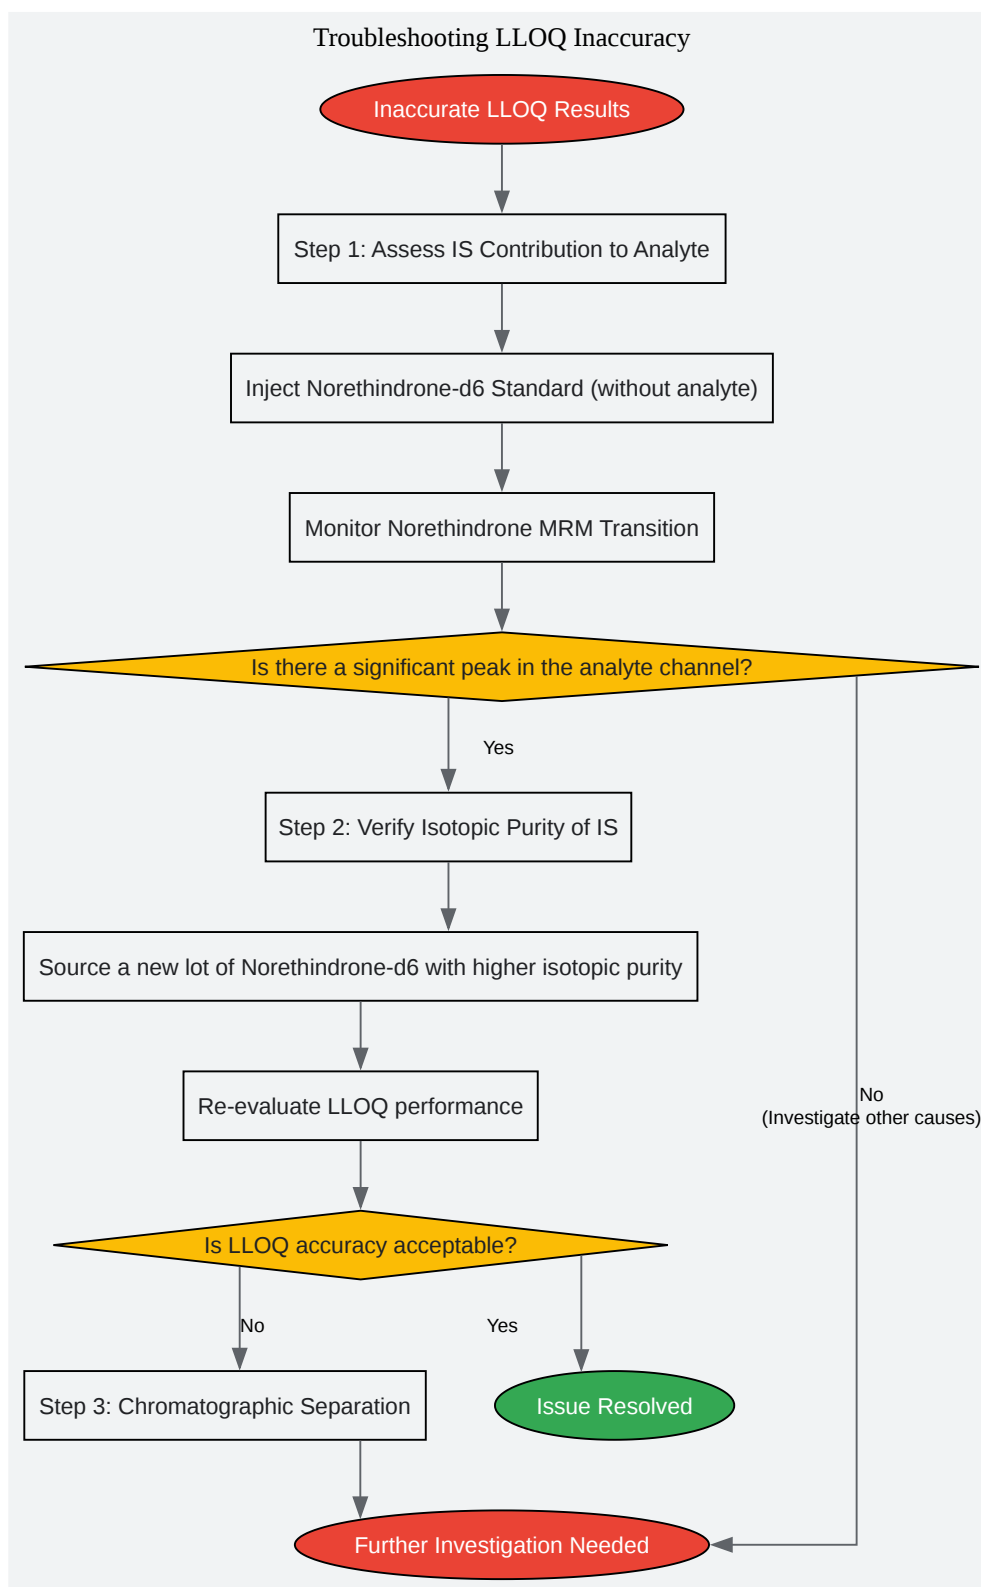 Troubleshooting LLOQ Inaccuracy
Inaccurate LLOQ Results
Step 1: Assess IS Contribution to Analyte
Inject Norethindrone-d6 Standard (without analyte)
Monitor Norethindrone MRM Transition
Is there a significant peak in the analyte channel?
Yes
Step 2: Verify Isotopic Purity of IS
Source a new lot of Norethindrone-d6 with higher isotopic purity
Re-evaluate LLOQ performance
No
(Investigate other causes)
Is LLOQ accuracy acceptable?
No
Yes
Step 3: Chromatographic Separation
Issue Resolved
Further Investigation Needed